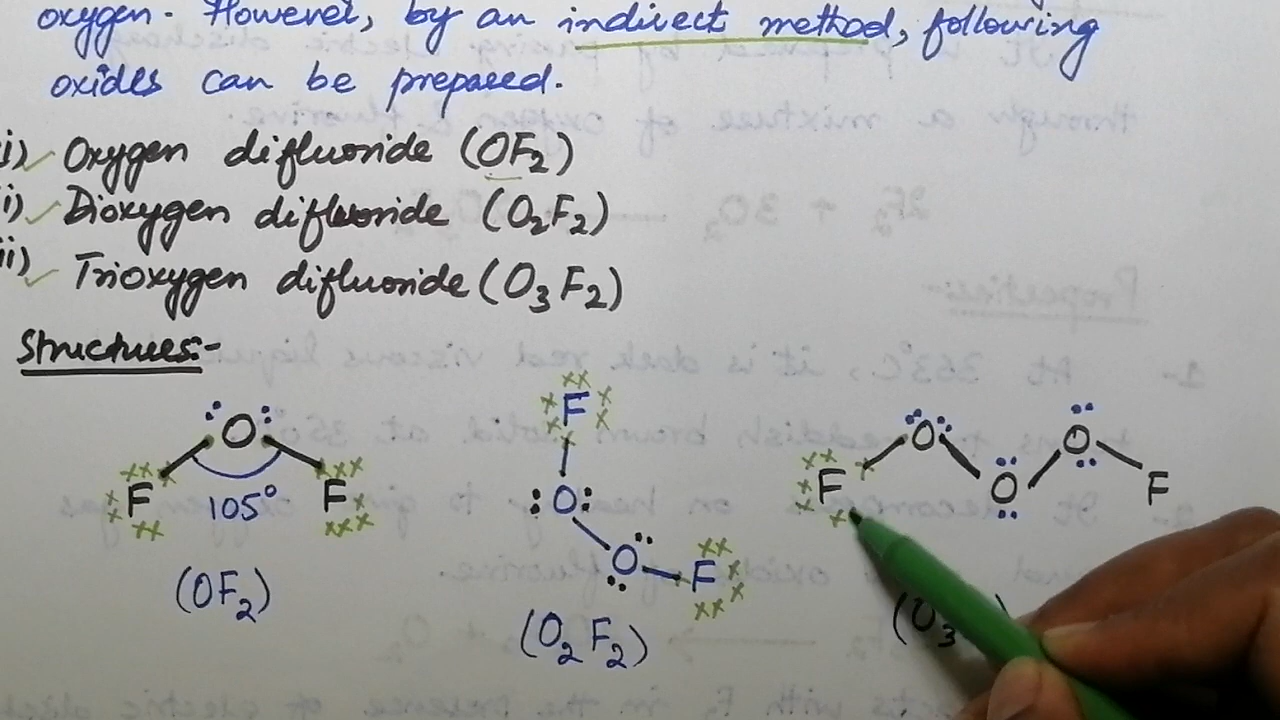 oxygen. However, by an indirect method, following
oxides can be prepared.
i) Oxygen difluoride (OF2)
i) Dioxygen difluoride (O2F2)
ii) Trioxygen difluoride (O3F2)
Structures:-
O
F 105° F
(OF2)
F
O
O F
(O2F2)
O O
F O F
(O3